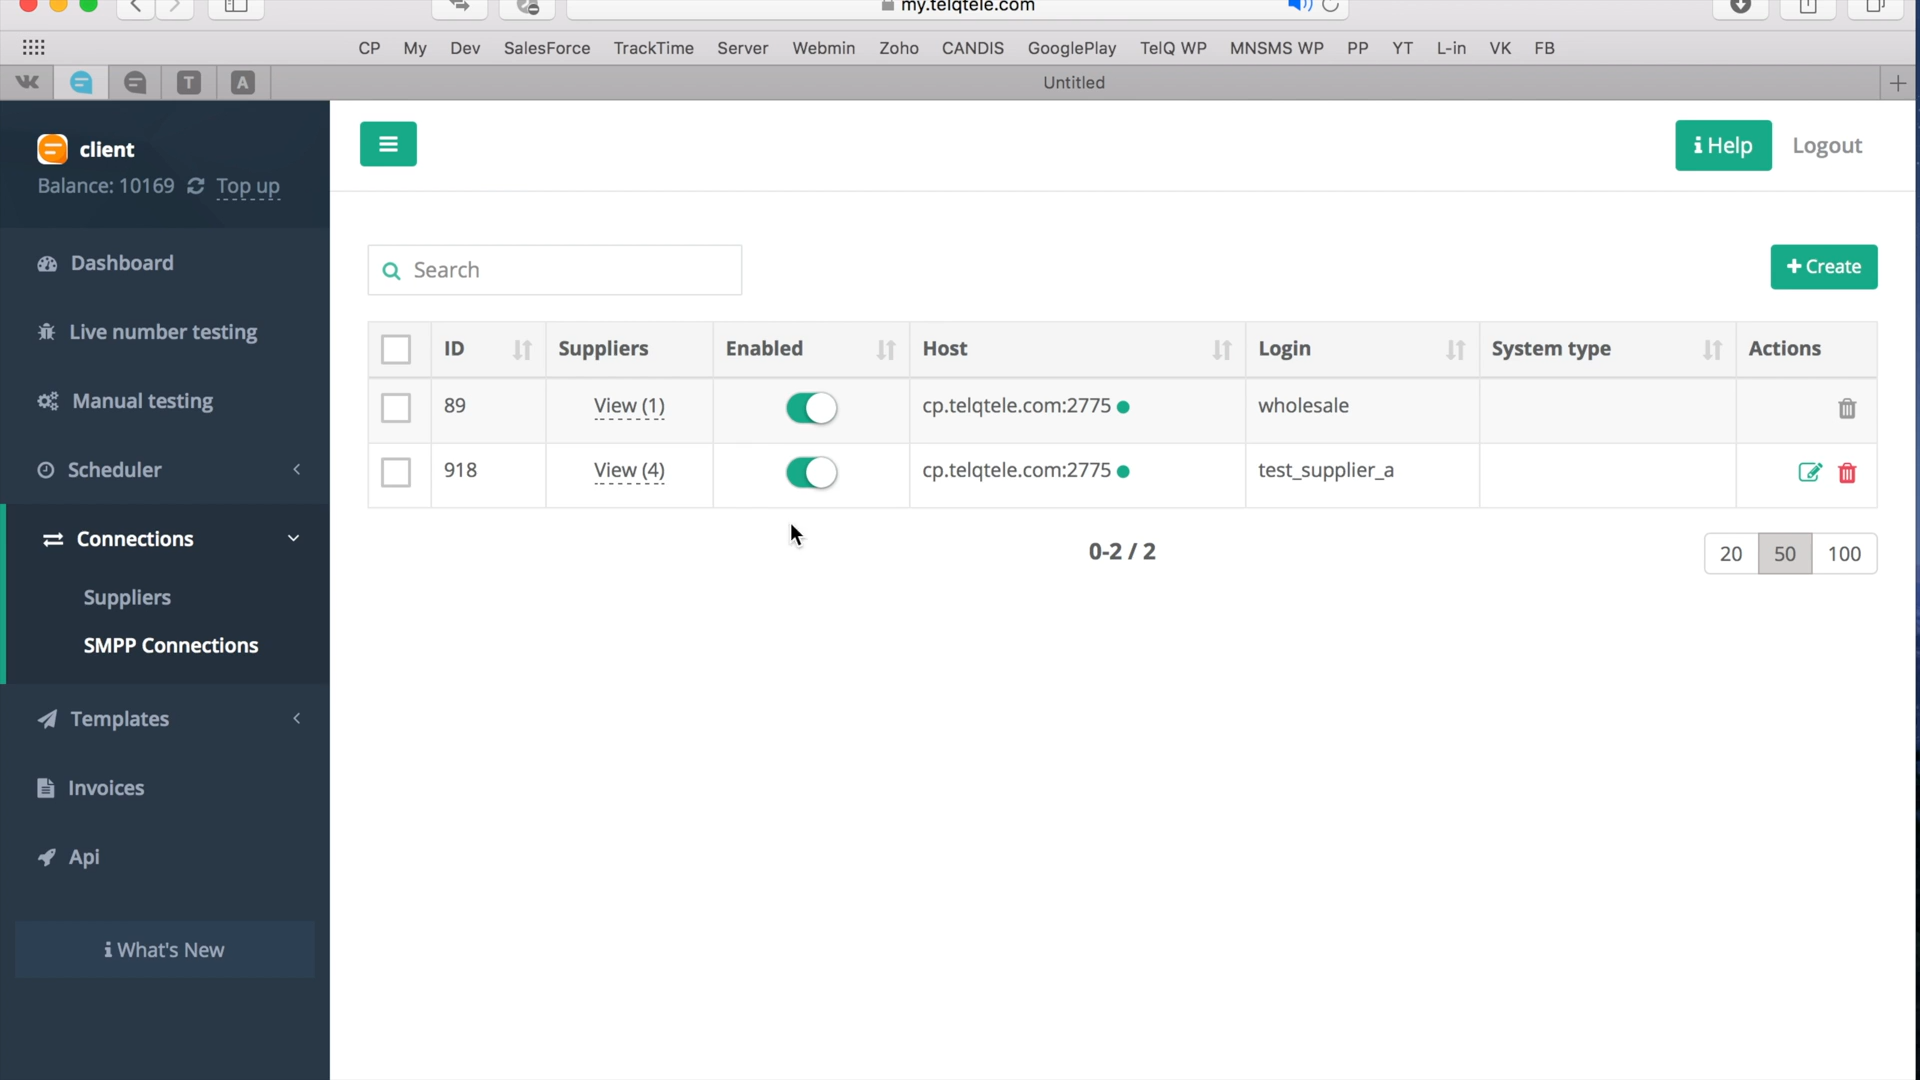 my.telqtele.com
CP My Dev SalesForce TrackTime Server Webmin Zoho CANDIS GooglePlay TelQ WP MNSMS WP PP YT L-in VK FB
T A Untitled
client
Balance: 10169 Top up
Help Logout
Dashboard
Live number testing
Manual testing
Scheduler
Connections
Suppliers
SMPP Connections
Templates
Invoices
Api
What's New
Search
Create
ID Suppliers Enabled Host Login System type Actions
89 View (1) cp.telqtele.com:2775 wholesale
918 View (4) cp.telqtele.com:2775 test_supplier_a
0-2 / 2
20 50 100